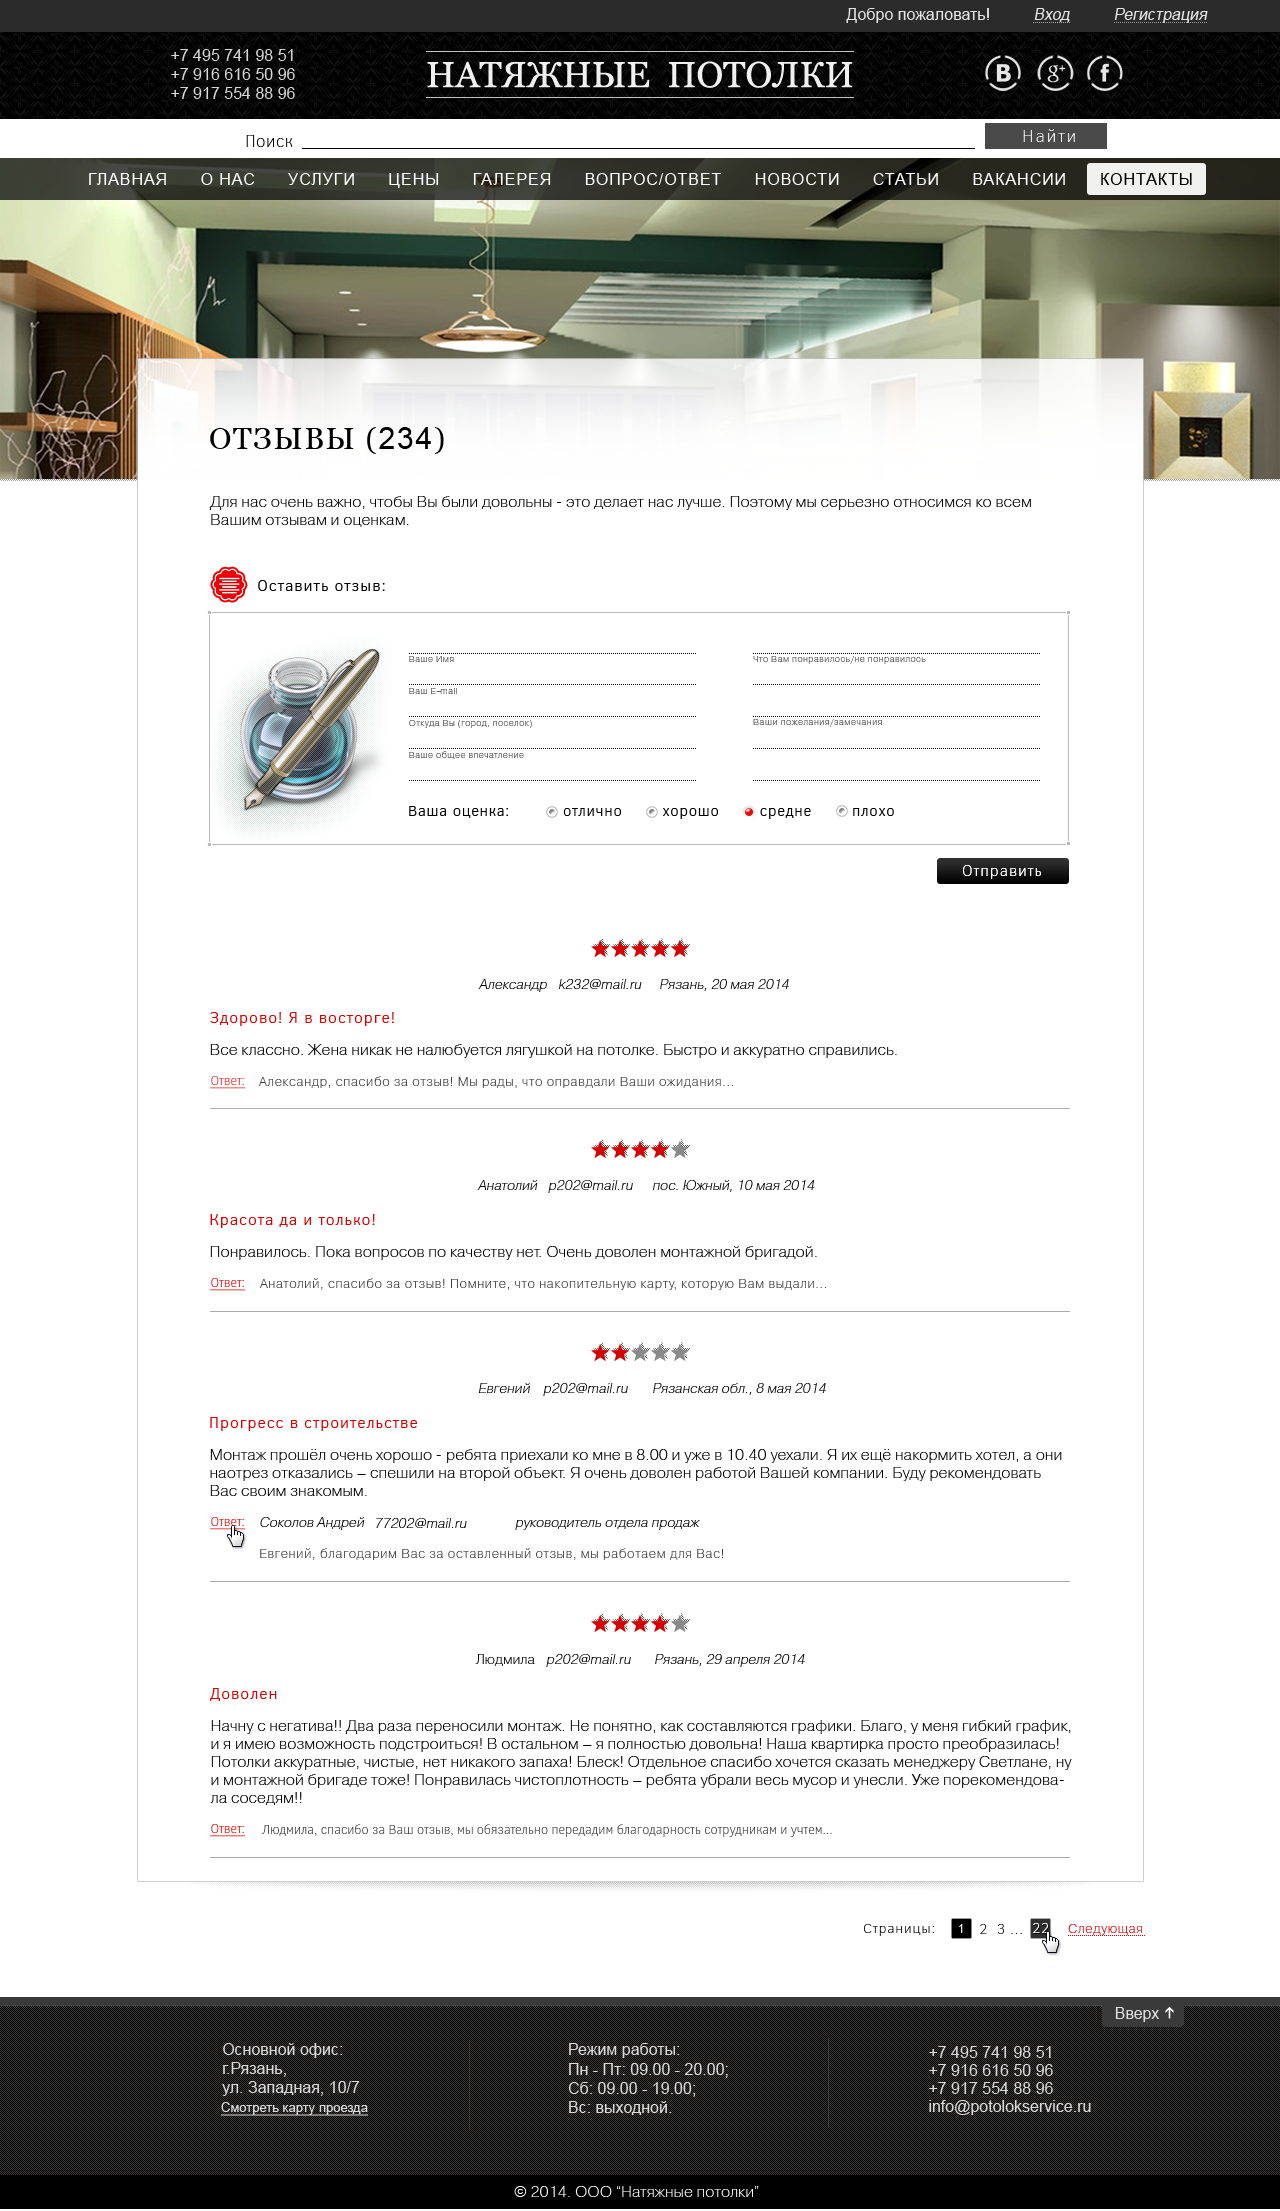 Добро пожаловать! Вход Регистрация
+7 495 741 98 51
+7 916 616 50 96
+7 917 554 88 96
НАТЯЖНЫЕ ПОТОЛКИ
В g+ f
Поиск Найти
ГЛАВНАЯ О НАС УСЛУГИ ЦЕНЫ ГАЛЕРЕЯ ВОПРОС/ОТВЕТ НОВОСТИ СТАТЬИ ВАКАНСИИ КОНТАКТЫ
ОТЗЫВЫ (234)
Для нас очень важно, чтобы Вы были довольны - это делает нас лучше. Поэтому мы серьезно относимся ко всем
Вашим отзывам и оценкам.
Оставить отзыв:
Ваше Имя
Ваш E-mail
Откуда Вы (город, поселок)
Ваше общее впечатление
Что Вам понравилось/не понравилось
Ваши пожелания/замечания
Ваша оценка: отлично хорошо средне плохо
Отправить
Александр k232@mail.ru Рязань, 20 мая 2014
Здорово! Я в восторге!
Все классно. Жена никак не налюбуется лягушкой на потолке. Быстро и аккуратно справились.
Ответ: Александр, спасибо за отзыв! Мы рады, что оправдали Ваши ожидания...
Анатолий p202@mail.ru пос. Южный, 10 мая 2014
Красота да и только!
Понравилось. Пока вопросов по качеству нет. Очень доволен монтажной бригадой.
Ответ: Анатолий, спасибо за отзыв! Помните, что накопительную карту, которую Вам выдали...
Евгений p202@mail.ru Рязанская обл., 8 мая 2014
Прогресс в строительстве
Монтаж прошёл очень хорошо - ребята приехали ко мне в 8.00 и уже в 10.40 уехали. Я их ещё накормить хотел, а они
наотрез отказались – спешили на второй объект. Я очень доволен работой Вашей компании. Буду рекомендовать
Вас своим знакомым.
Ответ: Соколов Андрей 77202@mail.ru руководитель отдела продаж
Евгений, благодарим Вас за оставленный отзыв, мы работаем для Вас!
Людмила p202@mail.ru Рязань, 29 апреля 2014
Доволен
Начну с негатива!! Два раза переносили монтаж. Не понятно, как составляются графики. Благо, у меня гибкий график,
и я имею возможность подстроиться! В остальном – я полностью довольна! Наша квартирка просто преобразилась!
Потолки аккуратные, чистые, нет никакого запаха! Блеск! Отдельное спасибо хочется сказать менеджеру Светлане, ну
и монтажной бригаде тоже! Понравилась чистоплотность – ребята убрали весь мусор и унесли. Уже порекомендова-
ла соседям!!
Ответ: Людмила, спасибо за Ваш отзыв, мы обязательно передадим благодарность сотрудникам и учтем...
Страницы: 1 2 3 ... 22 Следующая
Вверх ↑
Основной офис:
г.Рязань,
ул. Западная, 10/7
Смотреть карту проезда
Режим работы:
Пн - Пт: 09.00 - 20.00;
Сб: 09.00 - 19.00;
Вс: выходной.
+7 495 741 98 51
+7 916 616 50 96
+7 917 554 88 96
info@potolokservice.ru
© 2014. ООО “Натяжные потолки”